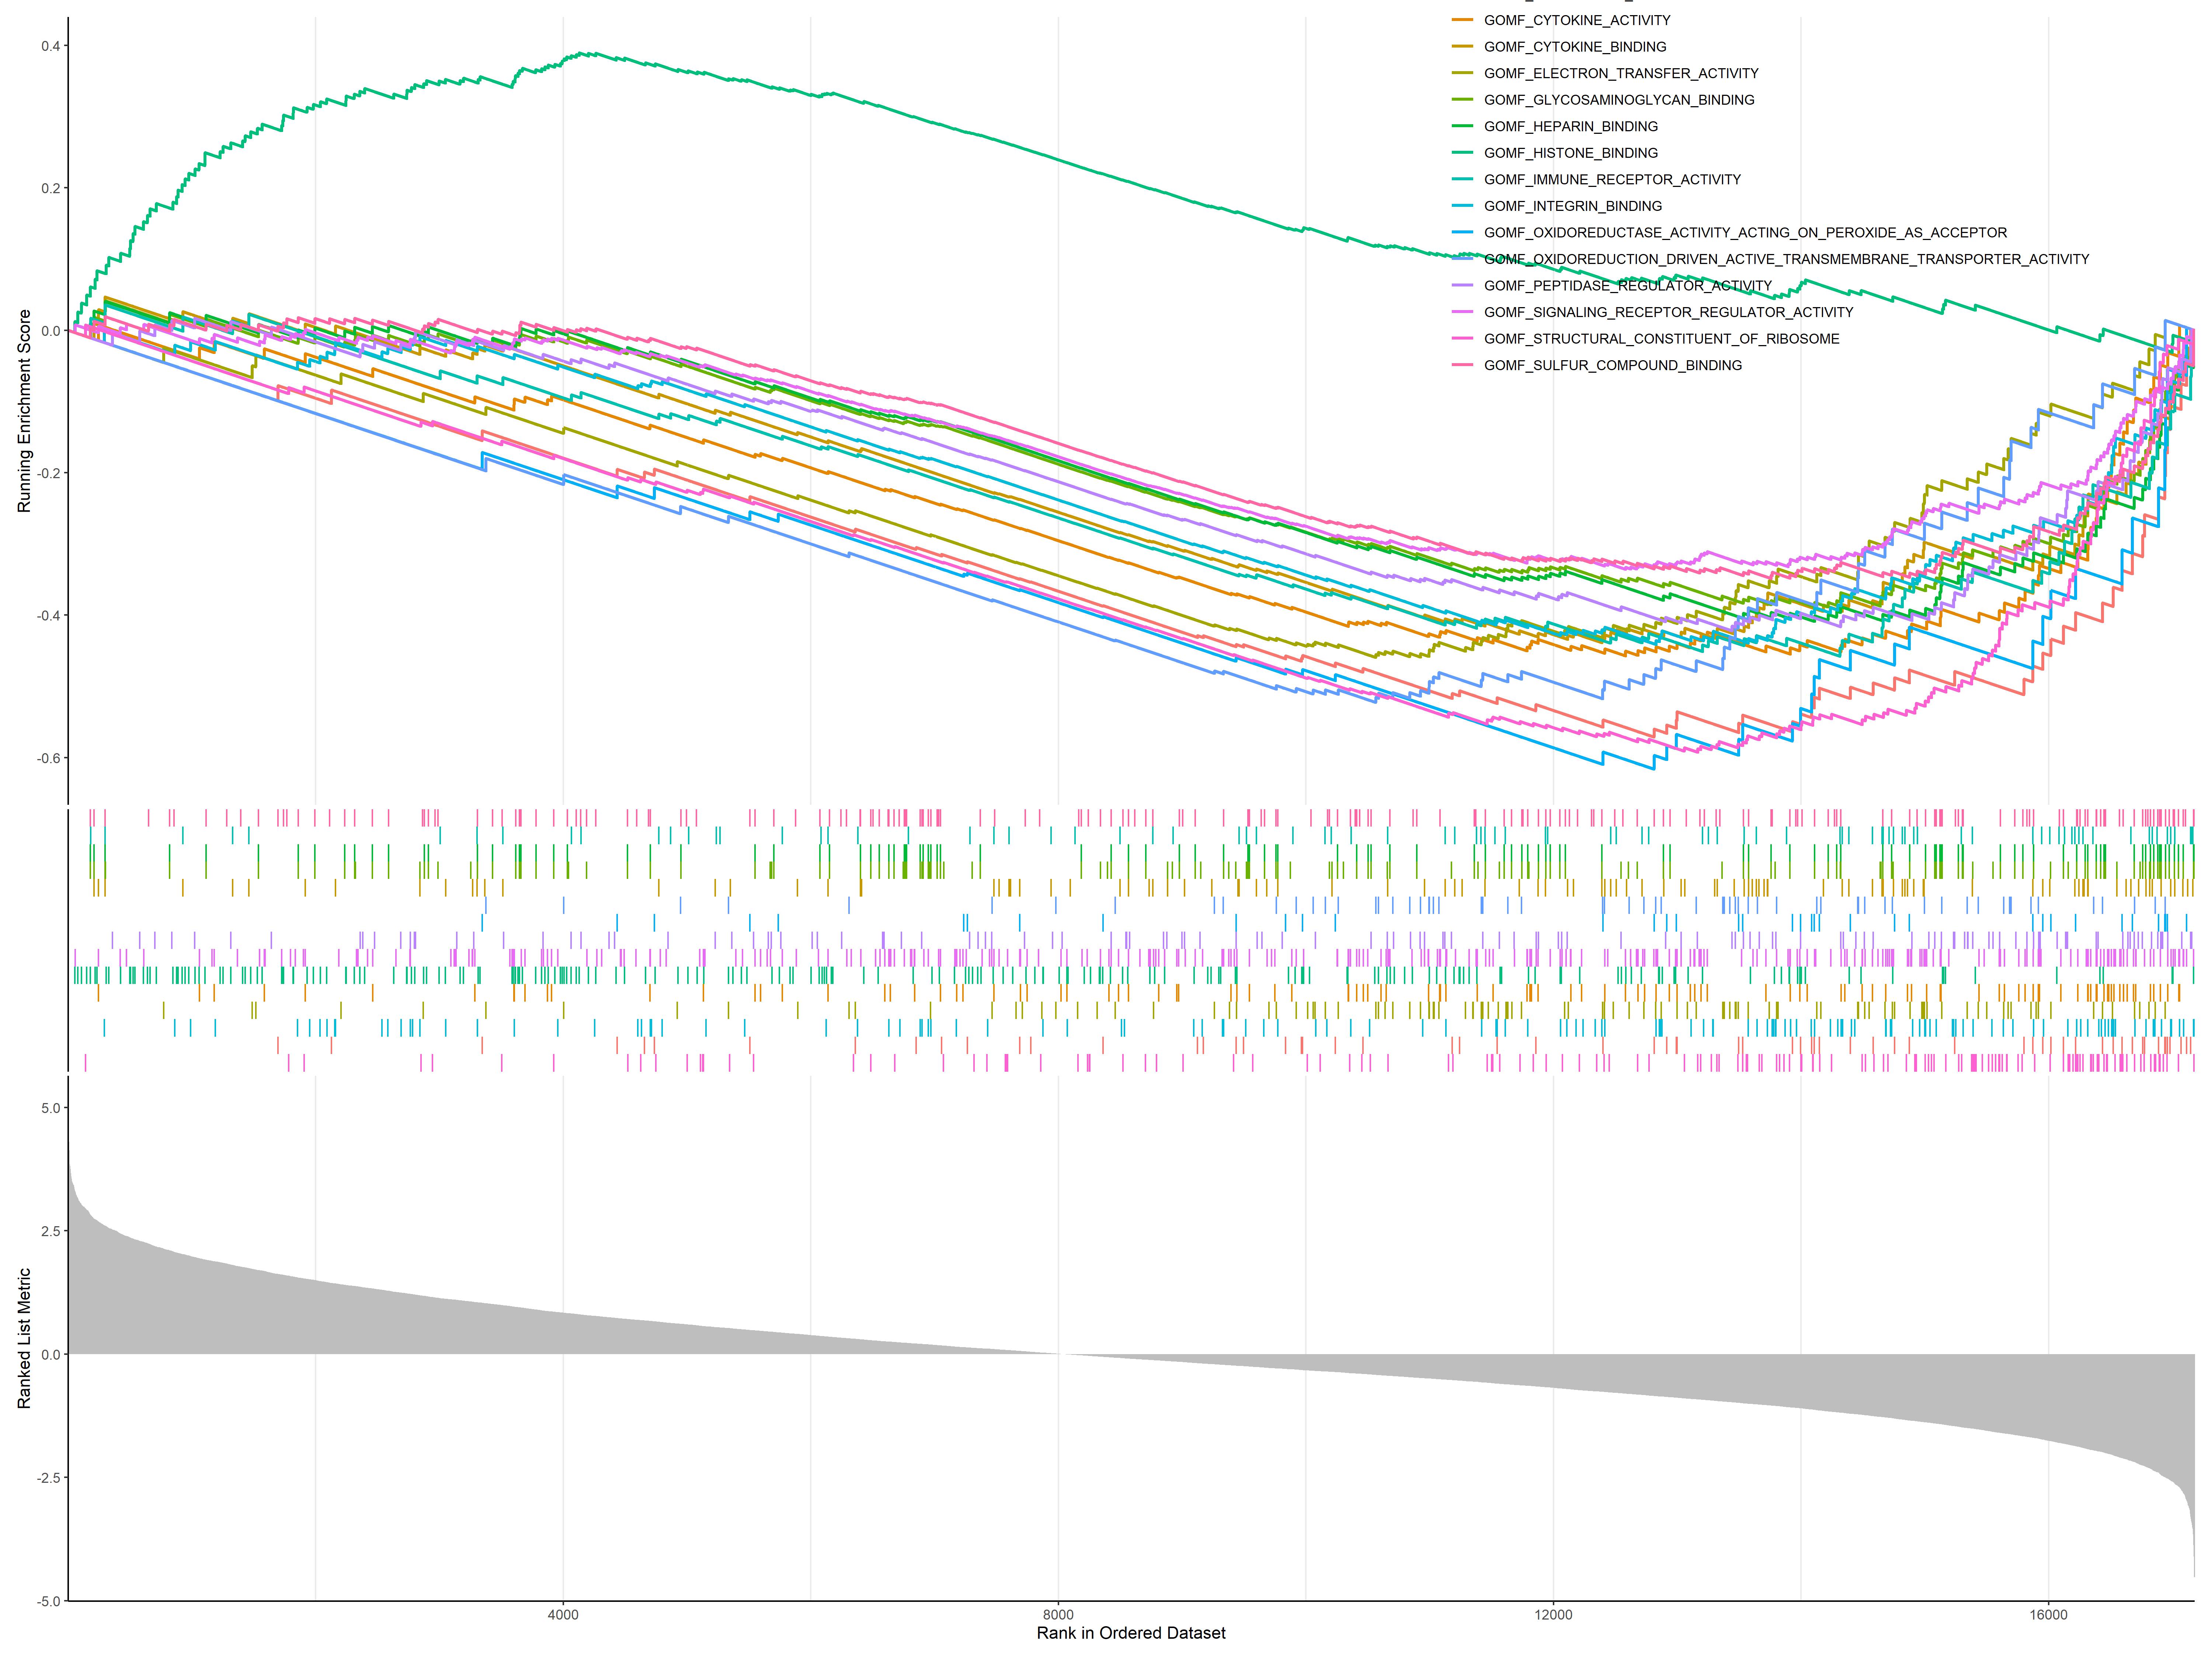 GOMF_CYTOKINE_ACTIVITY
GOMF_CYTOKINE_BINDING
GOMF_ELECTRON_TRANSFER_ACTIVITY
GOMF_GLYCOSAMINOGLYCAN_BINDING
GOMF_HEPARIN_BINDING
GOMF_HISTONE_BINDING
GOMF_IMMUNE_RECEPTOR_ACTIVITY
GOMF_INTEGRIN_BINDING
GOMF_OXIDOREDUCTASE_ACTIVITY_ACTING_ON_PEROXIDE_AS_ACCEPTOR
GOMF_OXIDOREDUCTION_DRIVEN_ACTIVE_TRANSMEMBRANE_TRANSPORTER_ACTIVITY
GOMF_PEPTIDASE_REGULATOR_ACTIVITY
GOMF_SIGNALING_RECEPTOR_REGULATOR_ACTIVITY
GOMF_STRUCTURAL_CONSTITUENT_OF_RIBOSOME
GOMF_SULFUR_COMPOUND_BINDING
Running Enrichment Score
0.4
0.2
0.0
-0.2
-0.4
-0.6
Ranked List Metric
5.0
2.5
0.0
-2.5
-5.0
4000
8000
12000
16000
Rank in Ordered Dataset